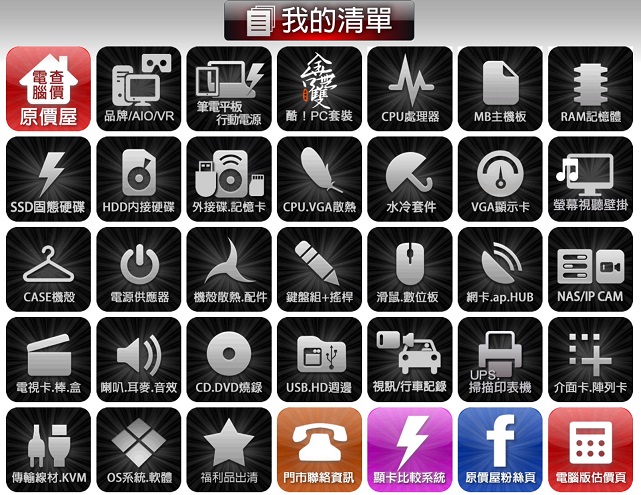 我的清單
電查
腦價
原價屋
品牌/AIO/VR
筆電平板
行動電源
酷！PC套裝
CPU處理器
MB主機板
RAM記憶體
SSD固態硬碟
HDD內接硬碟
外接碟.記憶卡
CPU.VGA散熱
水冷套件
VGA顯示卡
螢幕視聽壁掛
CASE機殼
電源供應器
機殼散熱.配件
鍵盤組+搖桿
滑鼠.數位板
網卡.ap.HUB
NAS/IP CAM
電視卡.棒.盒
喇叭.耳麥.音效
CD.DVD燒錄
USB.HD週邊
視訊/行車記錄
UPS.
掃描印表機
介面卡.陣列卡
傳輸線材.KVM
OS系統.軟體
福利品出清
門市聯絡資訊
顯卡比較系統
f
原價屋粉絲頁
電腦版估價頁